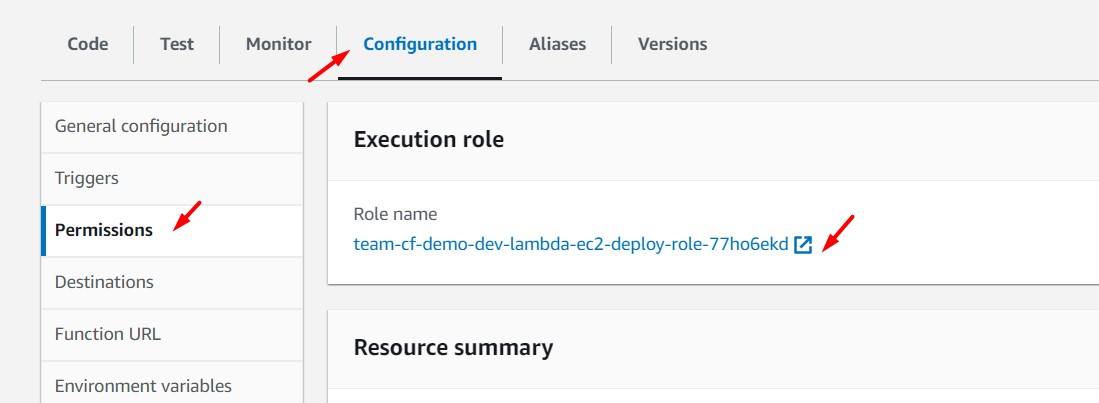 Code Test Monitor Configuration Aliases Versions
General configuration
Triggers
Permissions
Destinations
Function URL
Environment variables
Execution role
Role name
team-cf-demo-dev-lambda-ec2-deploy-role-77ho6ekd
Resource summary